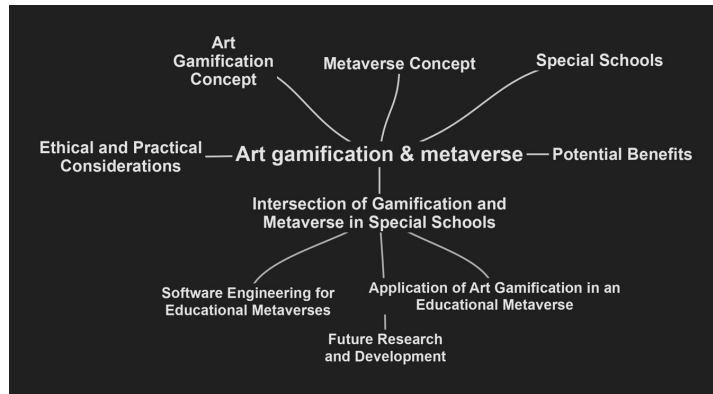 Art
Gamification
Concept
Metaverse Concept
Special Schools
Ethical and Practical
Considerations
Art gamification & metaverse
Potential Benefits
Intersection of Gamification and
Metaverse in Special Schools
Software Engineering for
Educational Metaverses
Application of Art Gamification in an
Educational Metaverse
Future Research
and Development